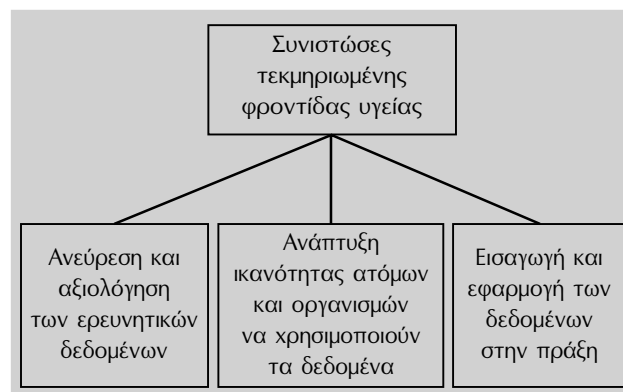 Συνιστώσες
τεκμηριωμένης
φροντίδας υγείας
Ανεύρεση και
αξιολόγηση
των ερευνητικών
δεδομένων
Ανάπτυξη
ικανότητας ατόμων
και οργανισμών
να χρησιμοποιούν
τα δεδομένα
Εισαγωγή και
εφαρμογή των
δεδομένων
στην πράξη